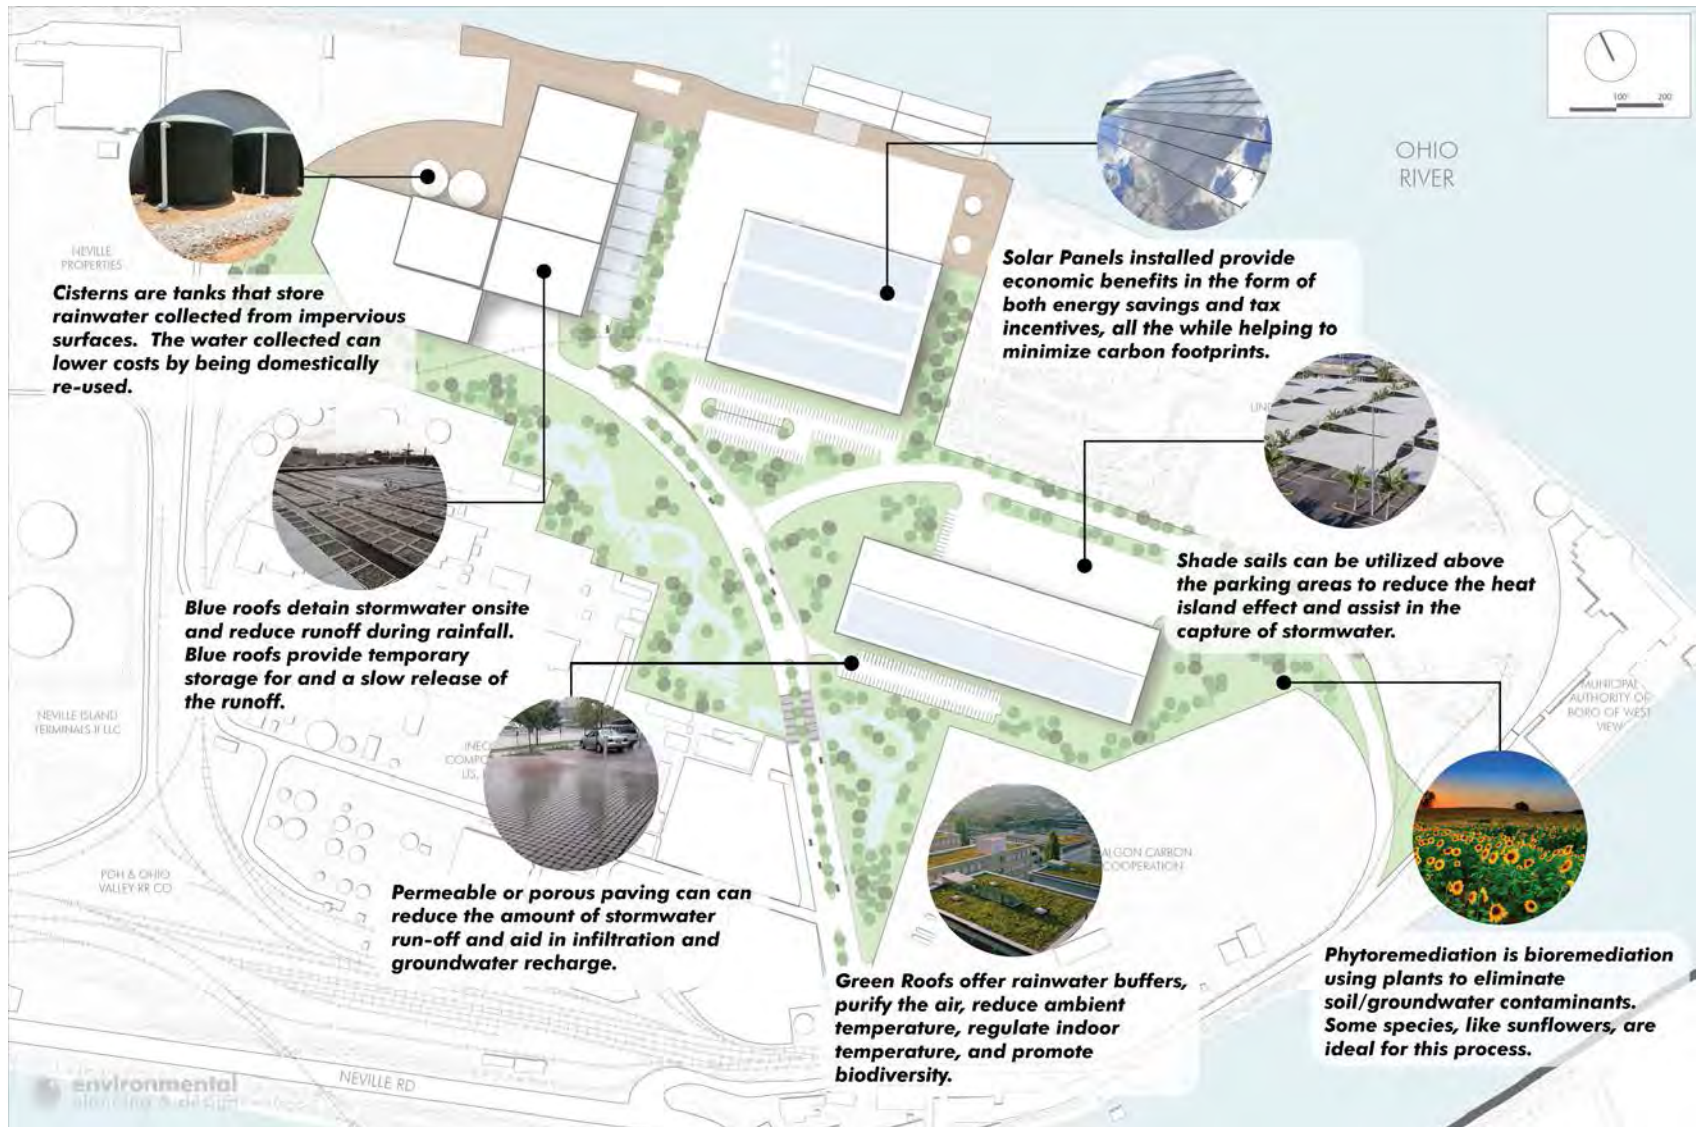 100'
200'
OHIO
RIVER
NEVILLE
PROPERTIES
Cisterns are tanks that store
rainwater collected from impervious
surfaces. The water collected can
lower costs by being domestically
re-used.
Solar Panels installed provide
economic benefits in the form of
both energy savings and tax
incentives, all the while helping to
minimize carbon footprints.
Blue roofs detain stormwater onsite
and reduce runoff during rainfall.
Blue roofs provide temporary
storage for and a slow release of
the runoff.
Shade sails can be utilized above
the parking areas to reduce the heat
island effect and assist in the
capture of stormwater.
NEVILLE ISLAND
TERMINALS II LLC
MUNICIPAL
AUTHORITY OF
BORO OF WEST
VIEW
PGH & OHIO
VALLEY RR CO
Permeable or porous paving can can
reduce the amount of stormwater
run-off and aid in infiltration and
groundwater recharge.
CARBON
COOPERATION
Green Roofs offer rainwater buffers,
purify the air, reduce ambient
temperature, regulate indoor
temperature, and promote
biodiversity.
Phytoremediation is bioremediation
using plants to eliminate
soil/groundwater contaminants.
Some species, like sunflowers, are
ideal for this process.
NEVILLE RD
environmental
planning & design